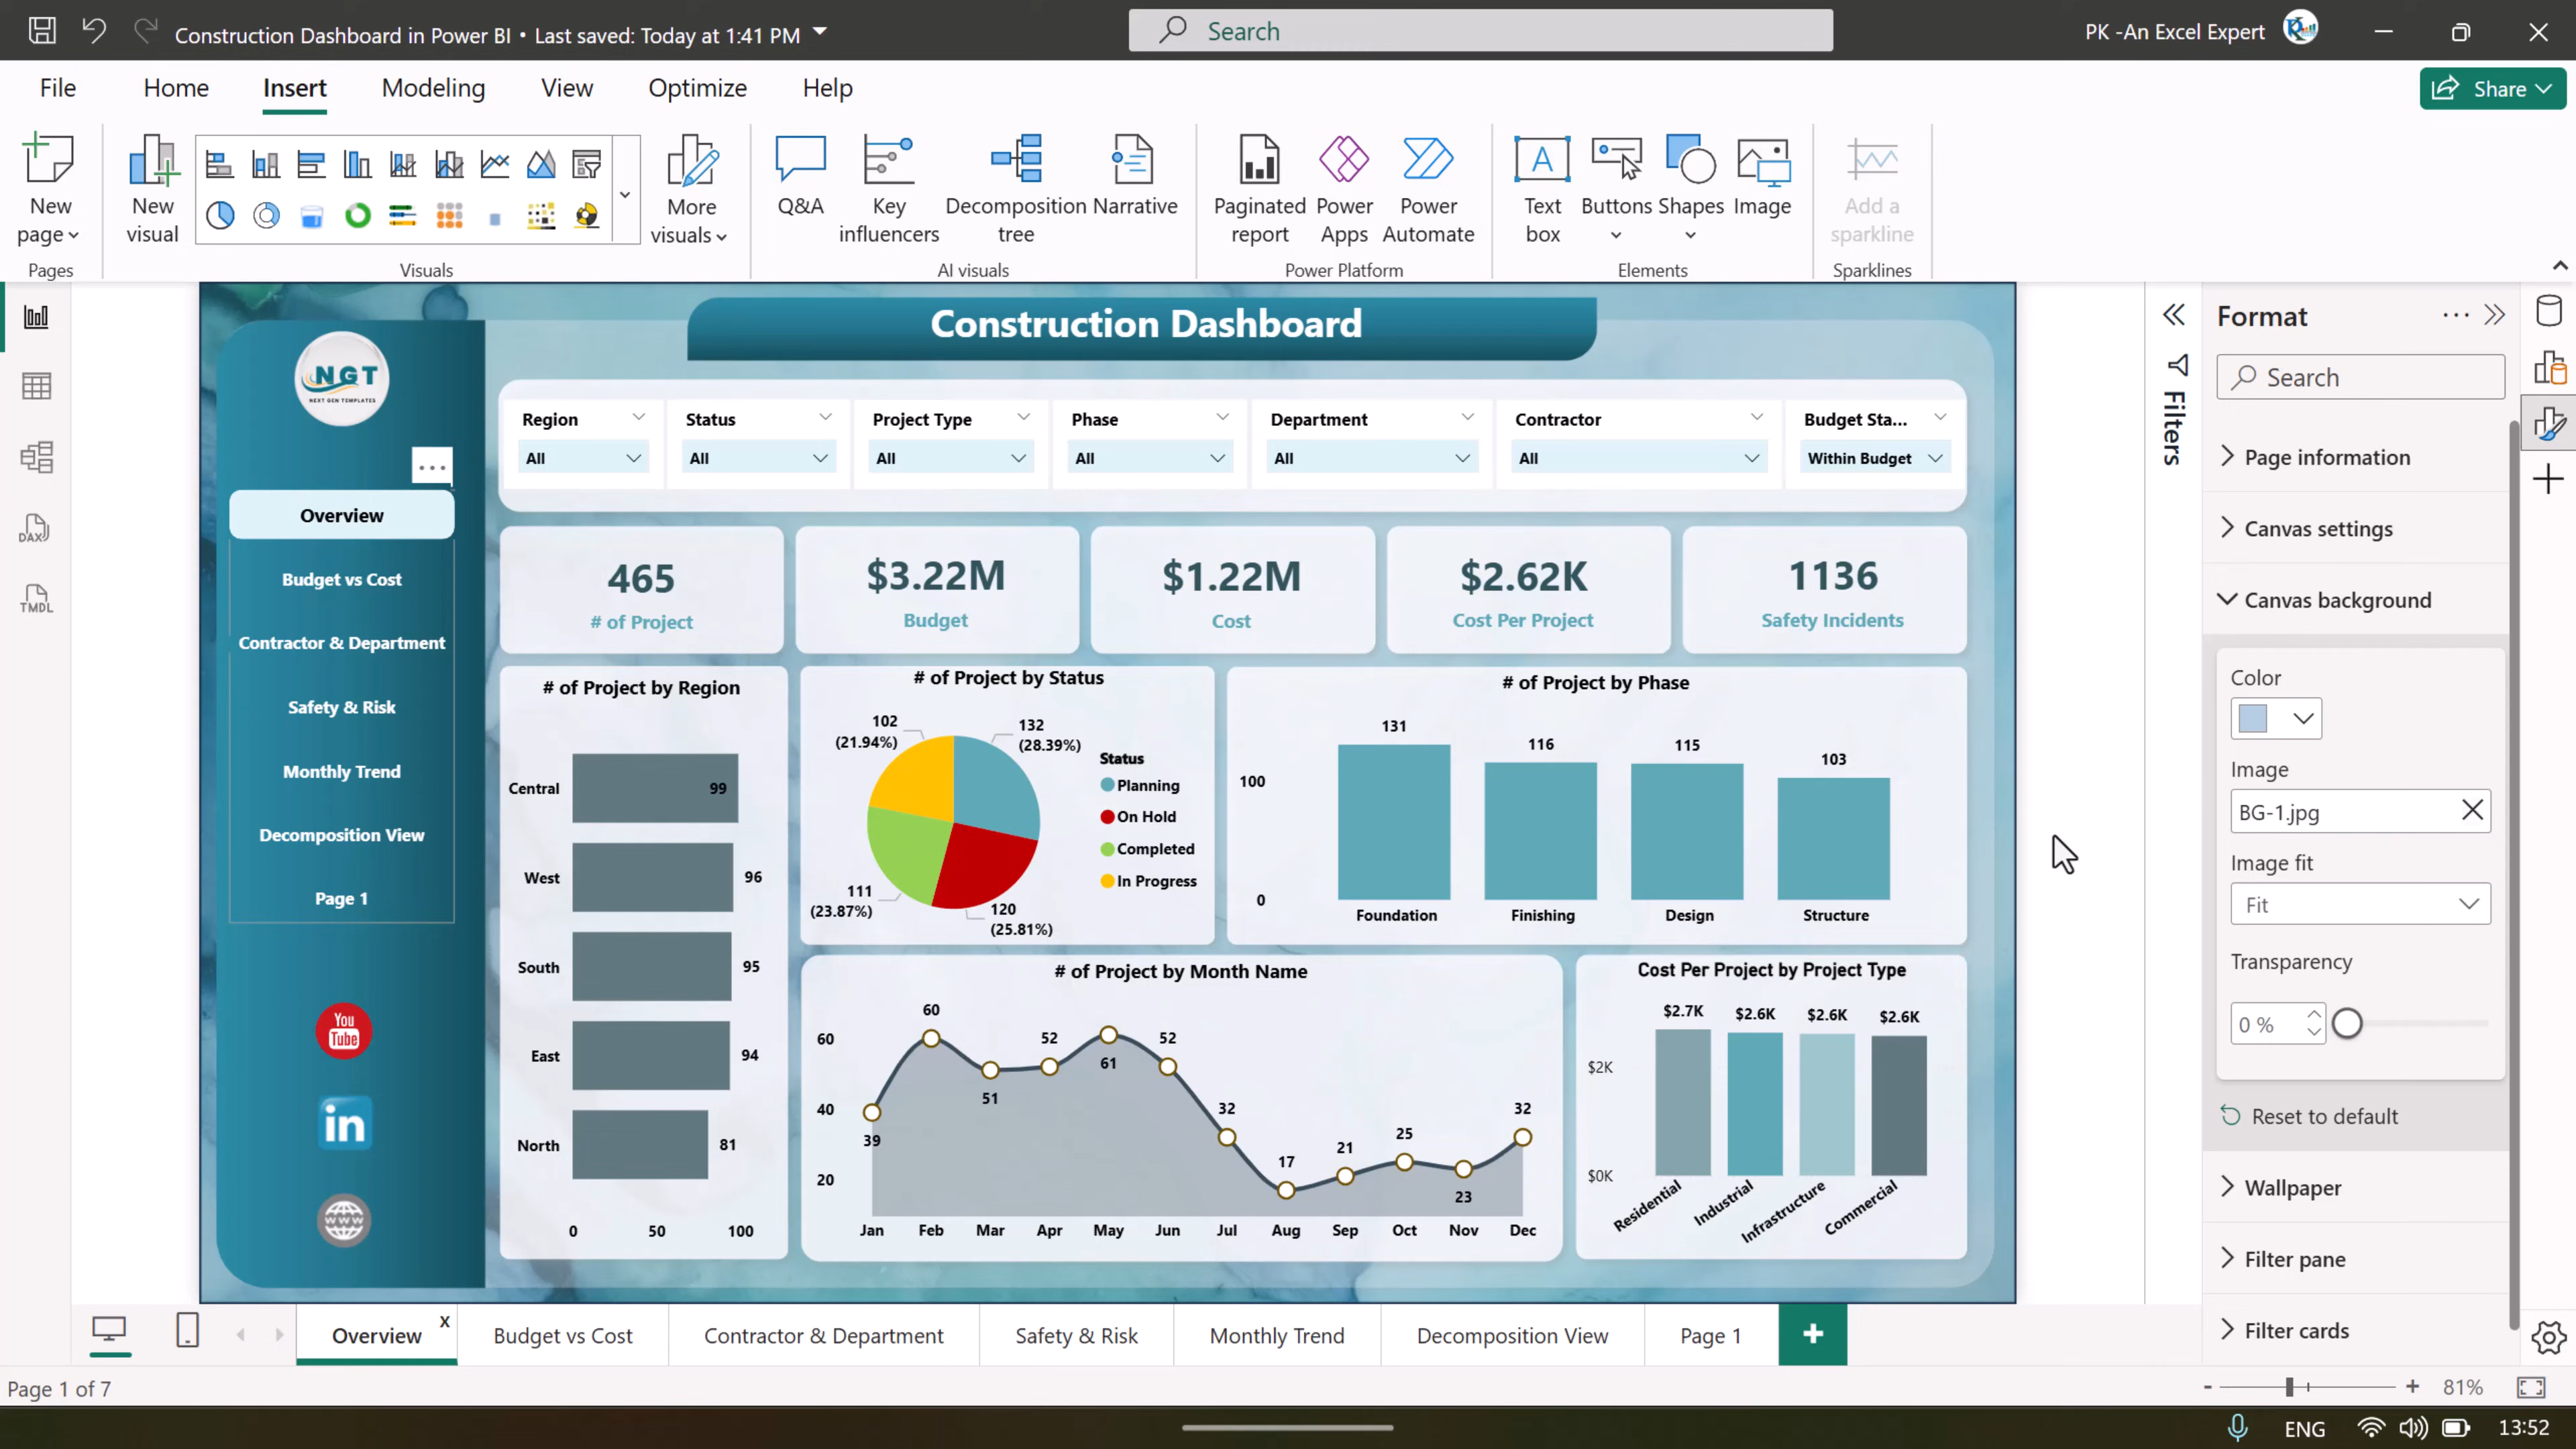 Construction Dashboard in Power BI • Last saved: Today at 1:41 PM
Search
PK -An Excel Expert
File Home Insert Modeling View Optimize Help
Share
New page
New visual
More visuals
Q&A
Key influencers
Decomposition tree
Narrative
Paginated report
Power Apps
Power Automate
Text box
Buttons
Shapes
Image
Add a sparkline
Pages
Visuals
AI visuals
Power Platform
Elements
Sparklines
DAX
TMDL
Construction Dashboard
NGT
NEXT GEN TEMPLATES
...
Overview
Budget vs Cost
Contractor & Department
Safety & Risk
Monthly Trend
Decomposition View
Page 1
You
Tube
in
www
Region
All
Status
All
Project Type
All
Phase
All
Department
All
Contractor
All
Budget Sta...
Within Budget
465
# of Project
$3.22M
Budget
$1.22M
Cost
$2.62K
Cost Per Project
1136
Safety Incidents
# of Project by Region
Central 99
West 96
South 95
East 94
North 81
0 50 100
# of Project by Status
102
(21.94%)
132
(28.39%)
111
(23.87%)
120
(25.81%)
Status
Planning
On Hold
Completed
In Progress
# of Project by Phase
131 116 115 103
100
0
Foundation Finishing Design Structure
# of Project by Month Name
60
40
20
39 60 51 52 61 52 32 17 21 25 23 32
Jan Feb Mar Apr May Jun Jul Aug Sep Oct Nov Dec
Cost Per Project by Project Type
$2.7K $2.6K $2.6K $2.6K
$2K
$0K
Residential Industrial Infrastructure Commercial
Filters
Format
Search
Page information
Canvas settings
Canvas background
Color
Image
BG-1.jpg
Image fit
Fit
Transparency
0 %
Reset to default
Wallpaper
Filter pane
Filter cards
Overview x Budget vs Cost Contractor & Department Safety & Risk Monthly Trend Decomposition View Page 1 +
Page 1 of 7
- + 81%
ENG 13:52